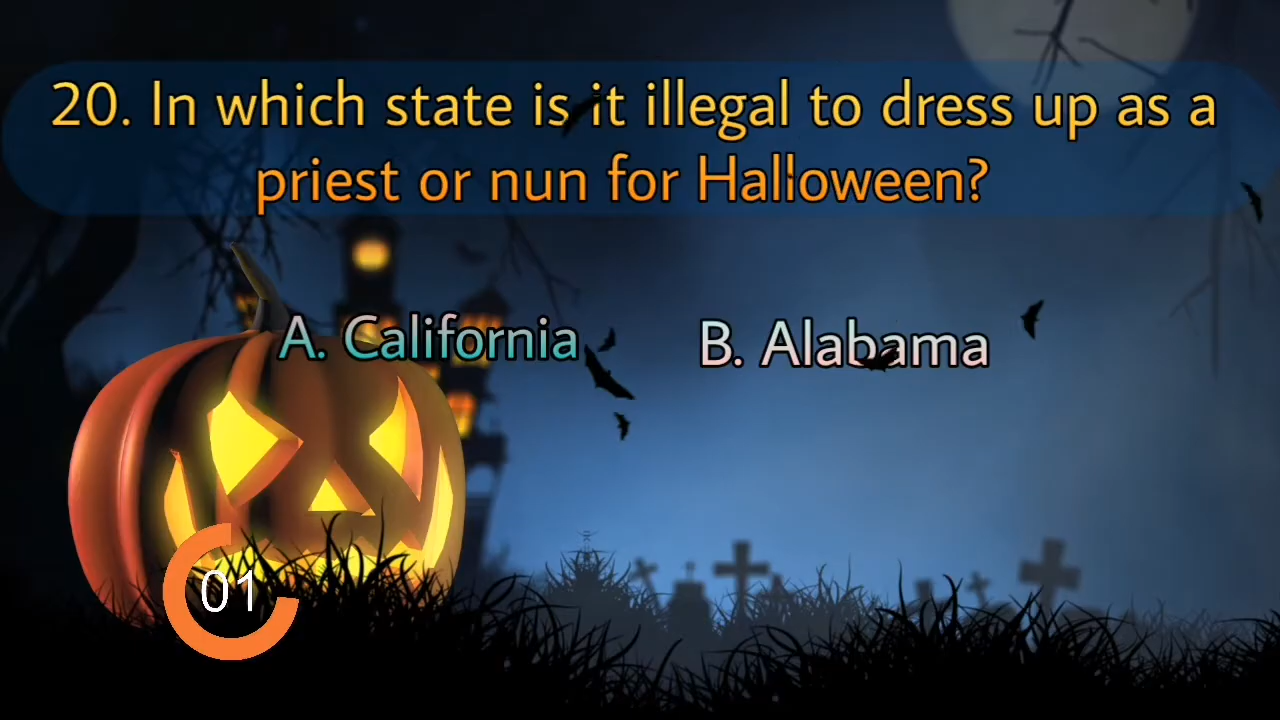 20. In which state is it illegal to dress up as a
priest or nun for Halloween?
A. California
B. Alabama
01